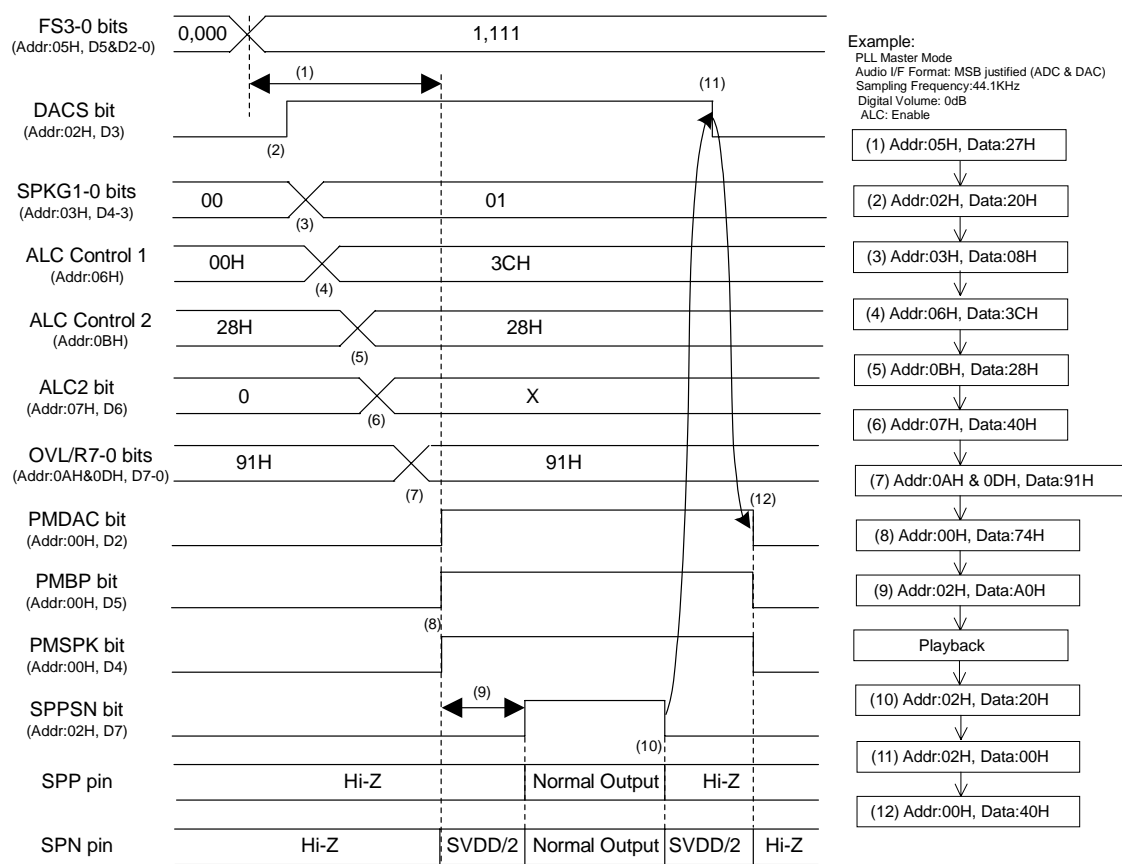 FS3-0 bits
(Addr:05H, D5&D2-0)
0,000
1,111
(1)
DACS bit
(Addr:02H, D3)
(2)
(11)
SPKG1-0 bits
(Addr:03H, D4-3)
00
01
(3)
ALC Control 1
(Addr:06H)
00H
3CH
(4)
ALC Control 2
(Addr:0BH)
28H
28H
(5)
ALC2 bit
(Addr:07H, D6)
0
X
(6)
OVL/R7-0 bits
(Addr:0AH&0DH, D7-0)
91H
91H
(7)
PMDAC bit
(Addr:00H, D2)
(12)
PMBP bit
(Addr:00H, D5)
(8)
PMSPK bit
(Addr:00H, D4)
SPPSN bit
(Addr:02H, D7)
(9)
(10)
SPP pin
Hi-Z
Normal Output
Hi-Z
SPN pin
Hi-Z
SVDD/2
Normal Output
SVDD/2
Hi-Z
Example:
PLL Master Mode
Audio I/F Format: MSB justified (ADC & DAC)
Sampling Frequency:44.1KHz
Digital Volume: 0dB
ALC: Enable
(1) Addr:05H, Data:27H
(2) Addr:02H, Data:20H
(3) Addr:03H, Data:08H
(4) Addr:06H, Data:3CH
(5) Addr:0BH, Data:28H
(6) Addr:07H, Data:40H
(7) Addr:0AH & 0DH, Data:91H
(8) Addr:00H, Data:74H
(9) Addr:02H, Data:A0H
Playback
(10) Addr:02H, Data:20H
(11) Addr:02H, Data:00H
(12) Addr:00H, Data:40H